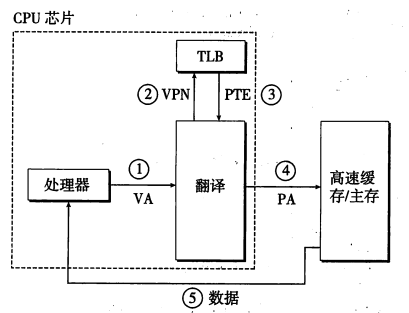 CPU 芯片
TLB
② VPN
PTE ③
①
处理器
VA
翻译
④
PA
高速缓
存/主存
⑤ 数据